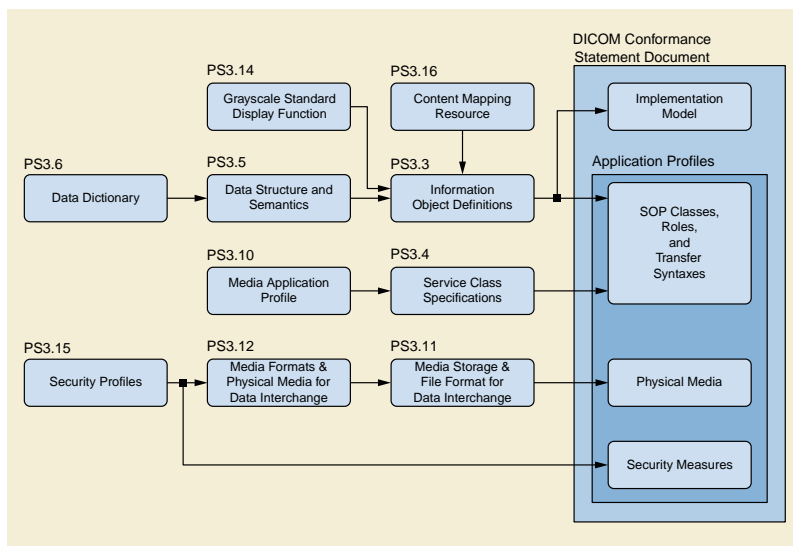 DICOM Conformance
Statement Document
PS3.14
Grayscale Standard
Display Function
PS3.16
Content Mapping
Resource
Implementation
Model
PS3.6
Data Dictionary
PS3.5
Data Structure and
Semantics
PS3.3
Information
Object Definitions
Application Profiles
SOP Classes,
Roles,
and
Transfer
Syntaxes
PS3.10
Media Application
Profile
PS3.4
Service Class
Specifications
PS3.15
Security Profiles
PS3.12
Media Formats &
Physical Media for
Data Interchange
PS3.11
Media Storage &
File Format for
Data Interchange
Physical Media
Security Measures